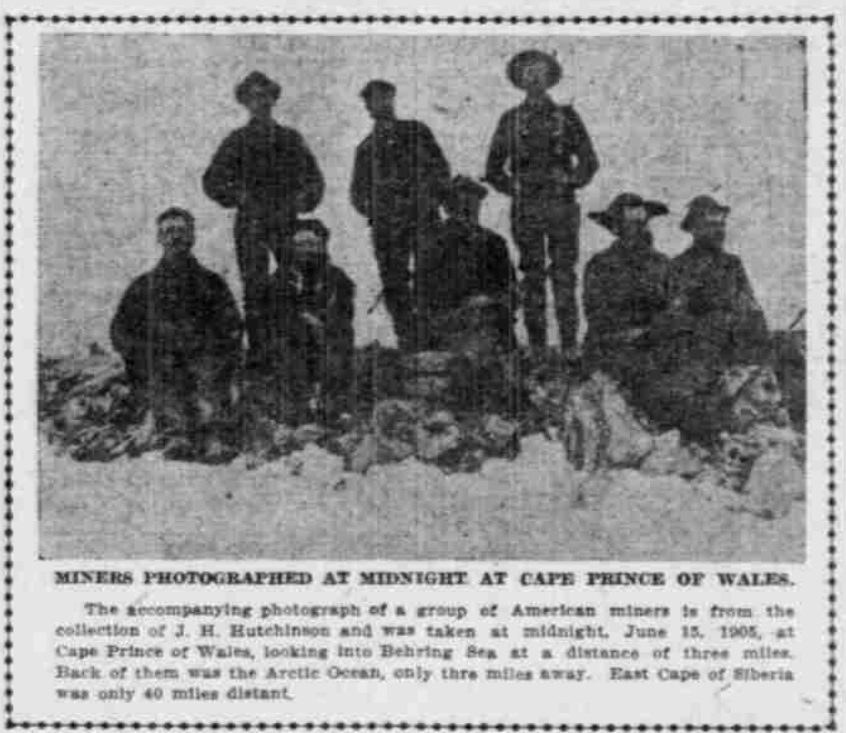 MINERS PHOTOGRAPHED AT MIDNIGHT AT CAPE PRINCE OF WALES.
The accompanying photograph of a group of American miners is from the
collection of J. H. Hutchinson and was taken at midnight, June 15, 1905, at
Cape Prince of Wales, looking into Behring Sea at a distance of three miles.
Back of them was the Arctic Ocean, only thre miles away. East Cape of Siberia
was only 40 miles distant.